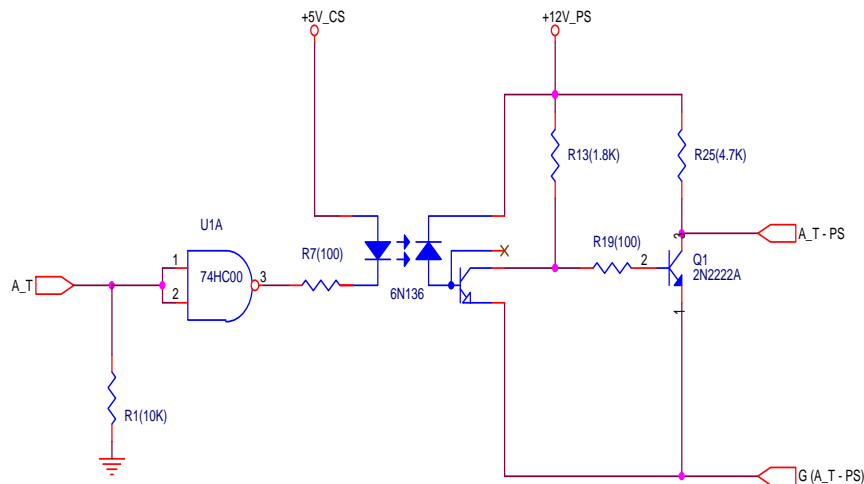 +5V_CS
+12V_PS
R13(1.8K)
R25(4.7K)
U1A
R7(100)
R19(100)
3
A_T - PS
1
2
74HC00
3
A_T
6N136
2
Q1
2N2222A
1
R1(10K)
G (A_T - PS)